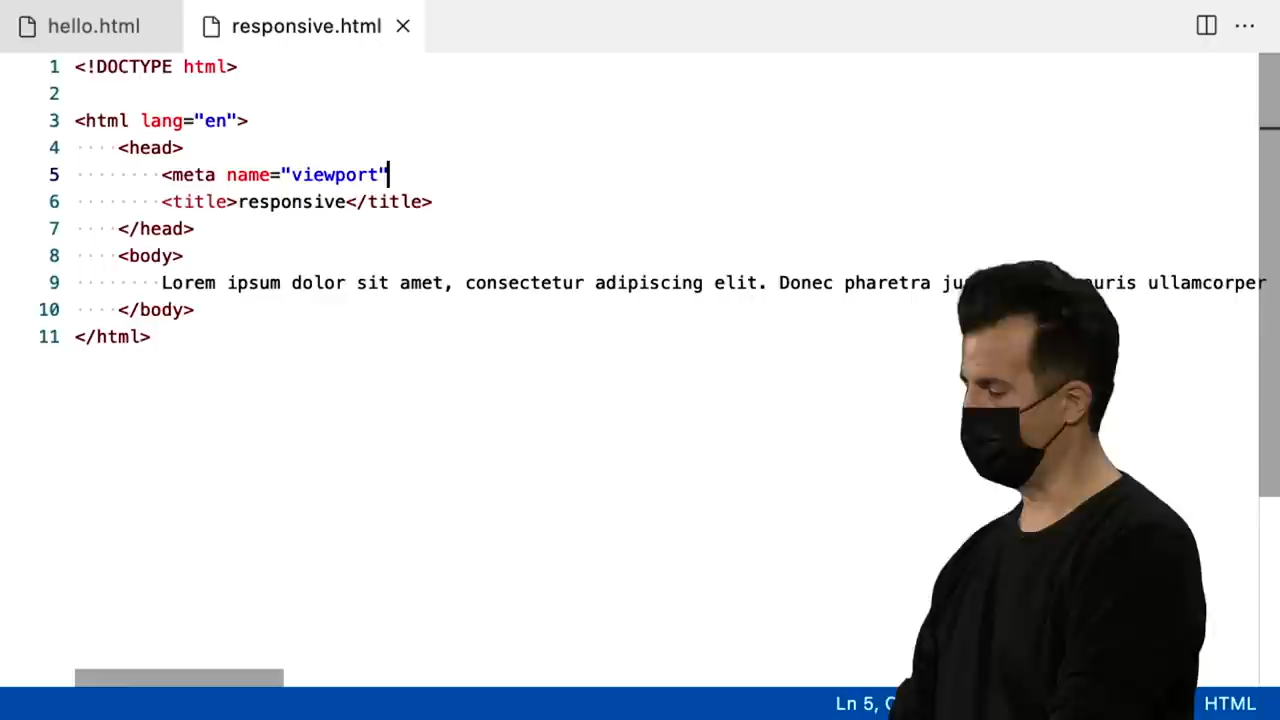 hello.html
responsive.html
1 <!DOCTYPE html>
2
3 <html lang="en">
4 <head>
5 <meta name="viewport"
6 <title>responsive</title>
7 </head>
8 <body>
9 Lorem ipsum dolor sit amet, consectetur adipiscing elit. Donec pharetra ullamcorper
10 </body>
11 </html>
Ln 5, HTML